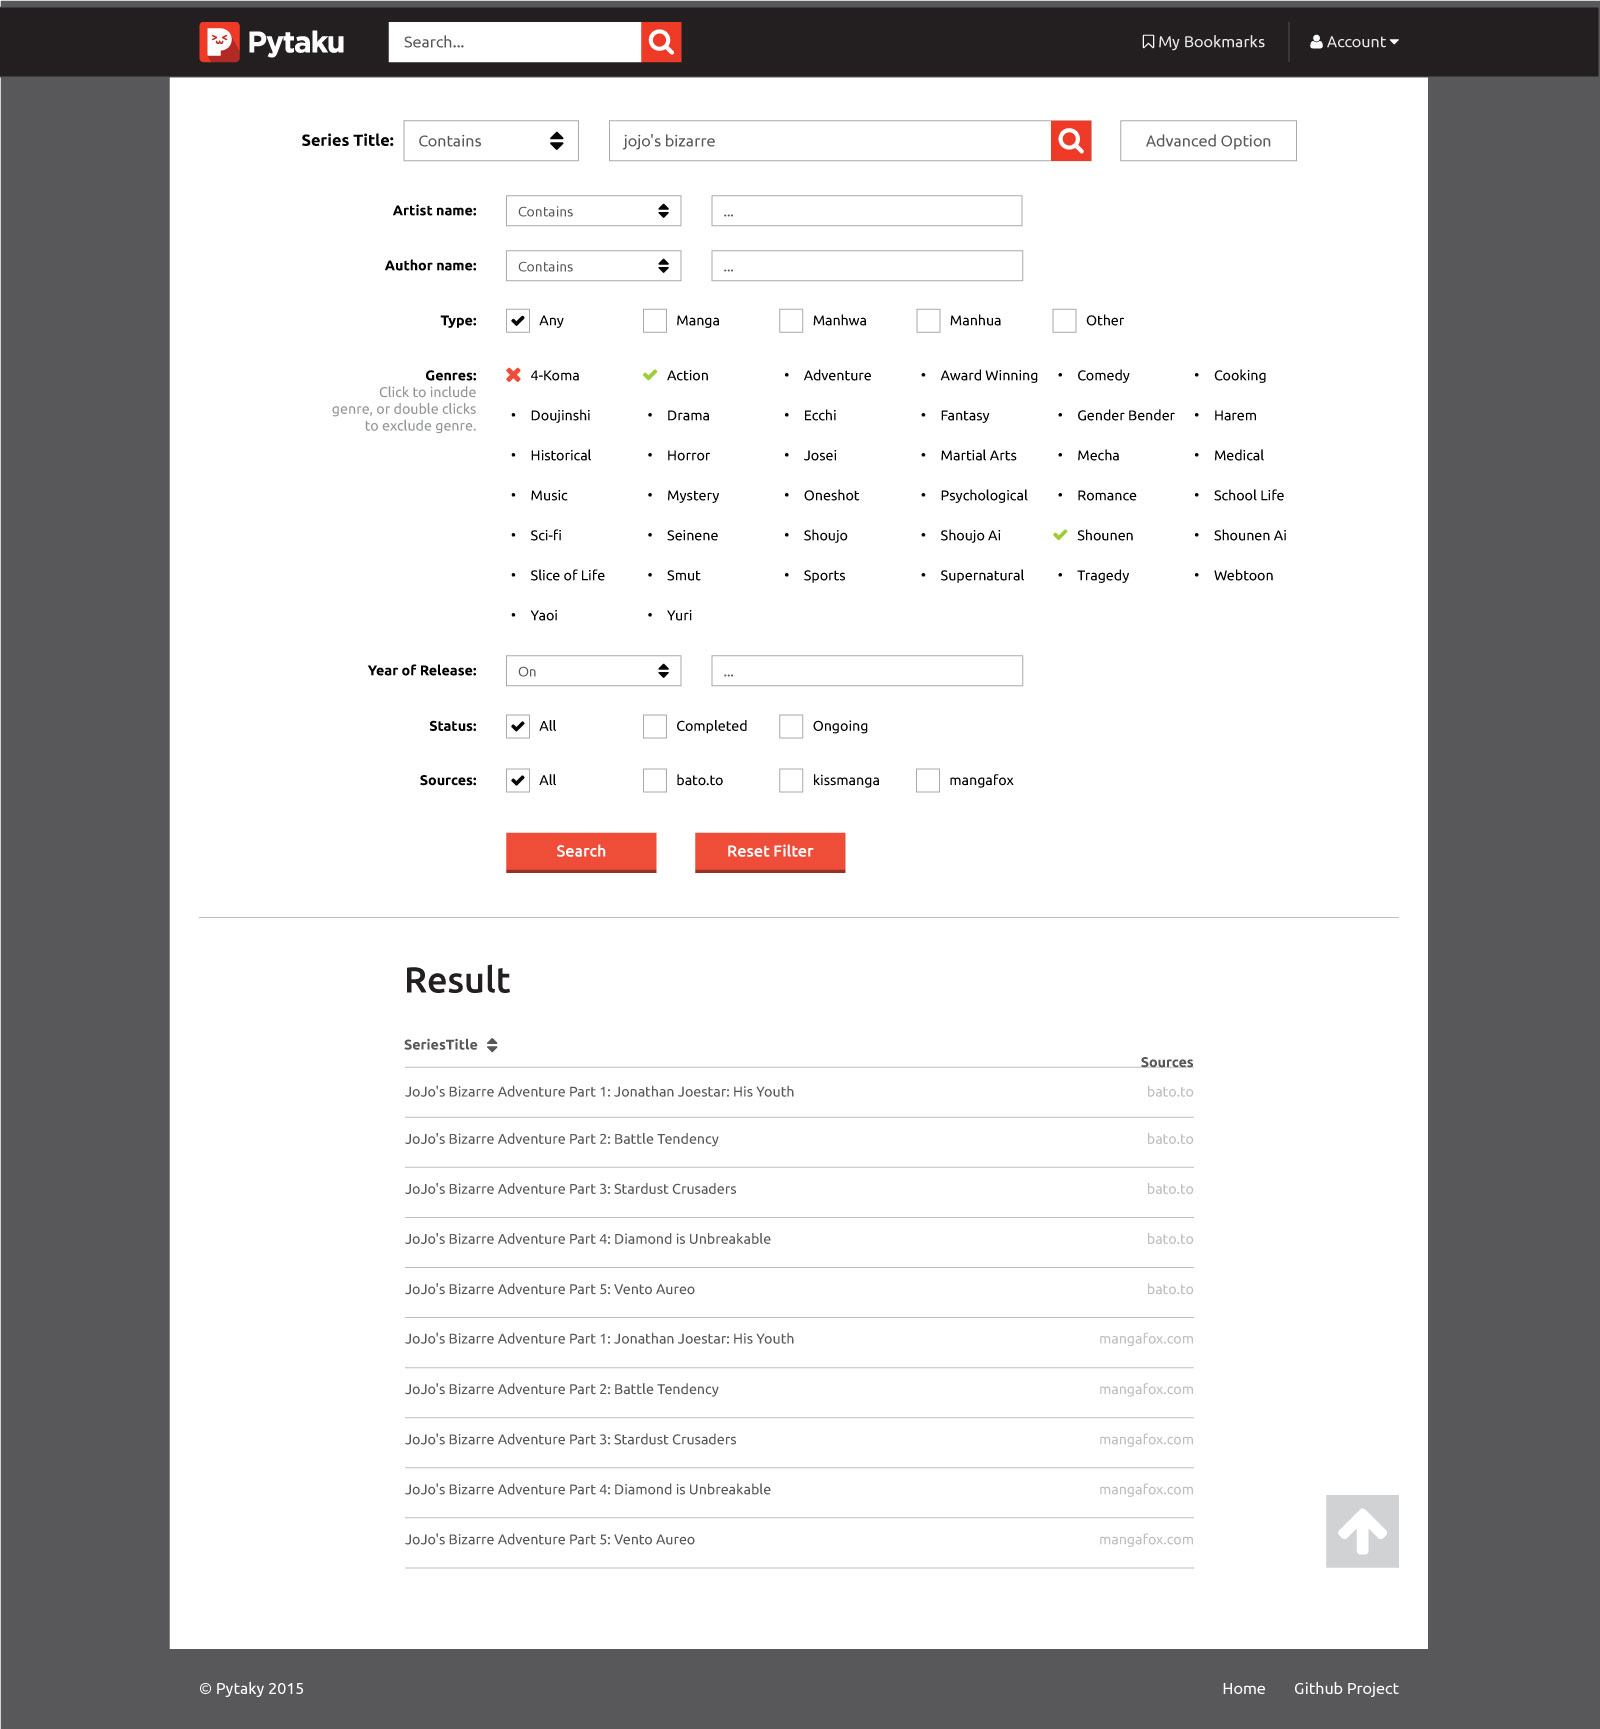 Pytaku
Search...
My Bookmarks
Account
Series Title:
Contains
jojo's bizarre
Advanced Option
Artist name:
Contains
...
Author name:
Contains
...
Type:
Any
Manga
Manhwa
Manhua
Other
Genres:
Click to include
genre, or double clicks
to exclude genre.
4-Koma
Action
Adventure
Award Winning
Comedy
Cooking
Doujinshi
Drama
Ecchi
Fantasy
Gender Bender
Harem
Historical
Horror
Josei
Martial Arts
Mecha
Medical
Music
Mystery
Oneshot
Psychological
Romance
School Life
Sci-fi
Seinene
Shoujo
Shoujo Ai
Shounen
Shounen Ai
Slice of Life
Smut
Sports
Supernatural
Tragedy
Webtoon
Yaoi
Yuri
Year of Release:
On
...
Status:
All
Completed
Ongoing
Sources:
All
bato.to
kissmanga
mangafox
Search
Reset Filter
Result
SeriesTitle
Sources
JoJo's Bizarre Adventure Part 1: Jonathan Joestar: His Youth
bato.to
JoJo's Bizarre Adventure Part 2: Battle Tendency
bato.to
JoJo's Bizarre Adventure Part 3: Stardust Crusaders
bato.to
JoJo's Bizarre Adventure Part 4: Diamond is Unbreakable
bato.to
JoJo's Bizarre Adventure Part 5: Vento Aureo
bato.to
JoJo's Bizarre Adventure Part 1: Jonathan Joestar: His Youth
mangafox.com
JoJo's Bizarre Adventure Part 2: Battle Tendency
mangafox.com
JoJo's Bizarre Adventure Part 3: Stardust Crusaders
mangafox.com
JoJo's Bizarre Adventure Part 4: Diamond is Unbreakable
mangafox.com
JoJo's Bizarre Adventure Part 5: Vento Aureo
mangafox.com
© Pytaky 2015
Home
Github Project